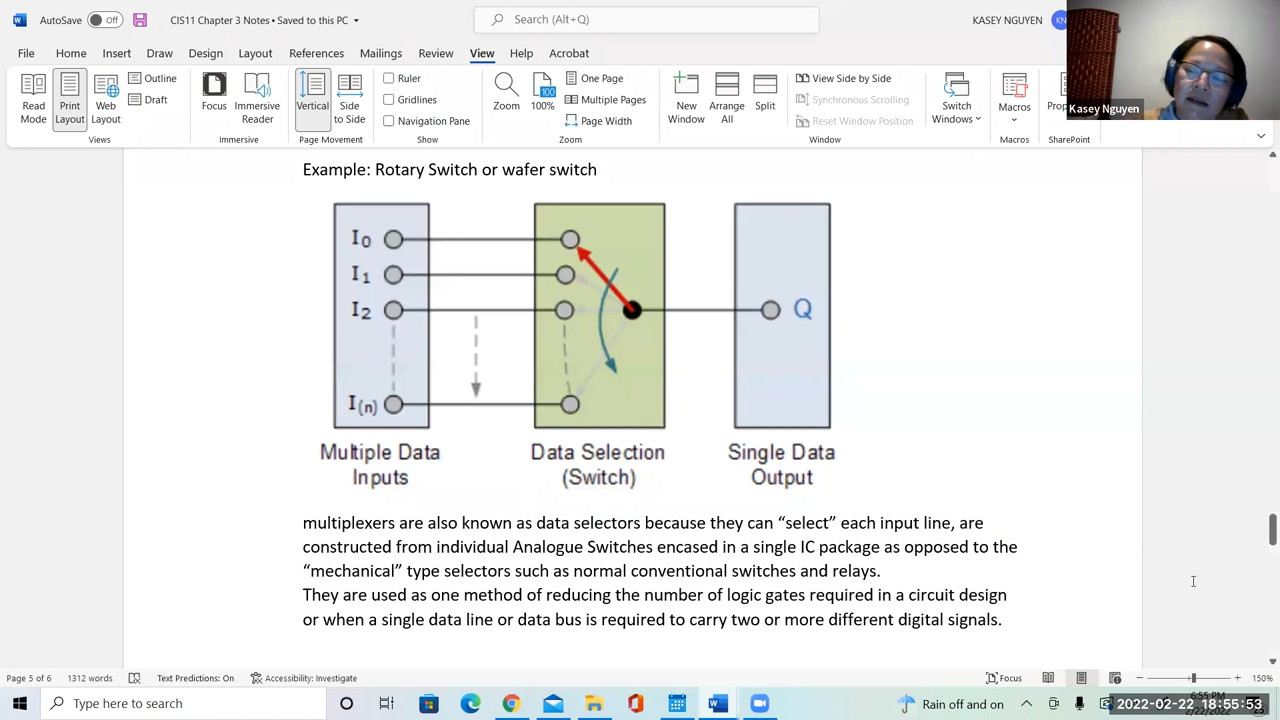 AutoSave Off CIS11 Chapter 3 Notes • Saved to this PC Search (Alt+Q) KASEY NGUYEN KN
File Home Insert Draw Design Layout References Mailings Review View Help Acrobat
Read Mode
Print Layout
Web Layout
Outline
Draft
Views
Focus
Immersive Reader
Immersive
Vertical
Side to Side
Page Movement
Ruler
Gridlines
Navigation Pane
Show
Zoom
100
100%
One Page
Multiple Pages
Page Width
Zoom
New Window
Arrange All
Split
View Side by Side
Synchronous Scrolling
Reset Window Position
Window
Switch Windows
Macros
Macros
SharePoint
Kasey Nguyen
Example: Rotary Switch or wafer switch
I0
I1
I2
I(n)
Q
Multiple Data Inputs
Data Selection (Switch)
Single Data Output
multiplexers are also known as data selectors because they can “select” each input line, are
constructed from individual Analogue Switches encased in a single IC package as opposed to the
“mechanical” type selectors such as normal conventional switches and relays.
They are used as one method of reducing the number of logic gates required in a circuit design
or when a single data line or data bus is required to carry two or more different digital signals.
Page 5 of 6 1312 words Text Predictions: On Accessibility: Investigate Focus 150%
Type here to search Rain off and on 6:55 PM
2022-02-22 18:55:53